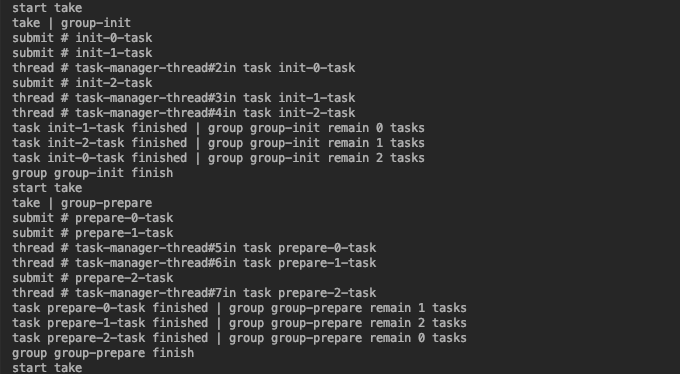 start take
take | group-init
submit # init-0-task
submit # init-1-task
thread # task-manager-thread#2in task init-0-task
submit # init-2-task
thread # task-manager-thread#3in task init-1-task
thread # task-manager-thread#4in task init-2-task
task init-1-task finished | group group-init remain 0 tasks
task init-2-task finished | group group-init remain 1 tasks
task init-0-task finished | group group-init remain 2 tasks
group group-init finish
start take
take | group-prepare
submit # prepare-0-task
submit # prepare-1-task
thread # task-manager-thread#5in task prepare-0-task
thread # task-manager-thread#6in task prepare-1-task
submit # prepare-2-task
thread # task-manager-thread#7in task prepare-2-task
task prepare-0-task finished | group group-prepare remain 1 tasks
task prepare-1-task finished | group group-prepare remain 2 tasks
task prepare-2-task finished | group group-prepare remain 0 tasks
group group-prepare finish
start take